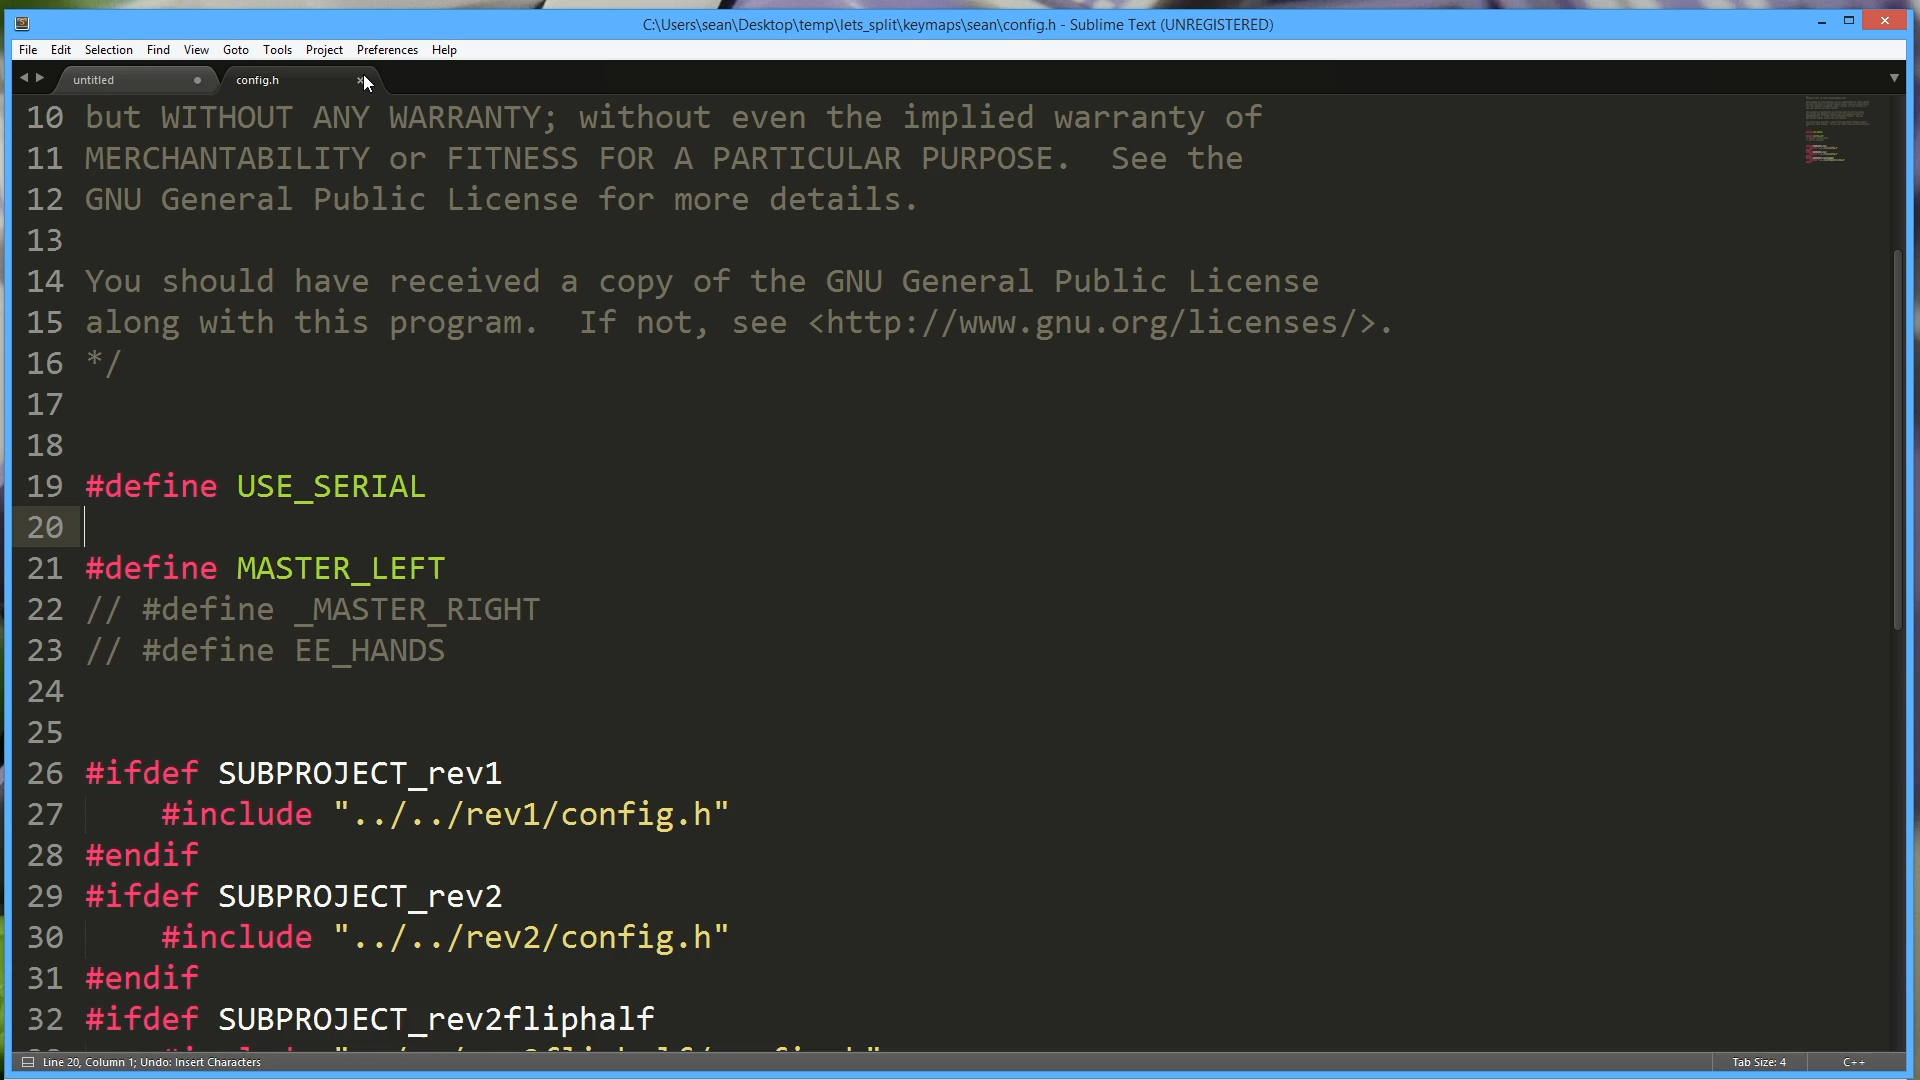 C:\Users\sean\Desktop\temp\lets_split\keymaps\sean\config.h - Sublime Text (UNREGISTERED)
File Edit Selection Find View Goto Tools Project Preferences Help
untitled config.h
10 but WITHOUT ANY WARRANTY; without even the implied warranty of
11 MERCHANTABILITY or FITNESS FOR A PARTICULAR PURPOSE.  See the
12 GNU General Public License for more details.
13
14 You should have received a copy of the GNU General Public License
15 along with this program.  If not, see <http://www.gnu.org/licenses/>.
16 */
17
18
19 #define USE_SERIAL
20
21 #define MASTER_LEFT
22 // #define _MASTER_RIGHT
23 // #define EE_HANDS
24
25
26 #ifdef SUBPROJECT_rev1
27     #include "../../rev1/config.h"
28 #endif
29 #ifdef SUBPROJECT_rev2
30     #include "../../rev2/config.h"
31 #endif
32 #ifdef SUBPROJECT_rev2fliphalf
Line 20, Column 1; Undo: Insert Characters Tab Size: 4 C++